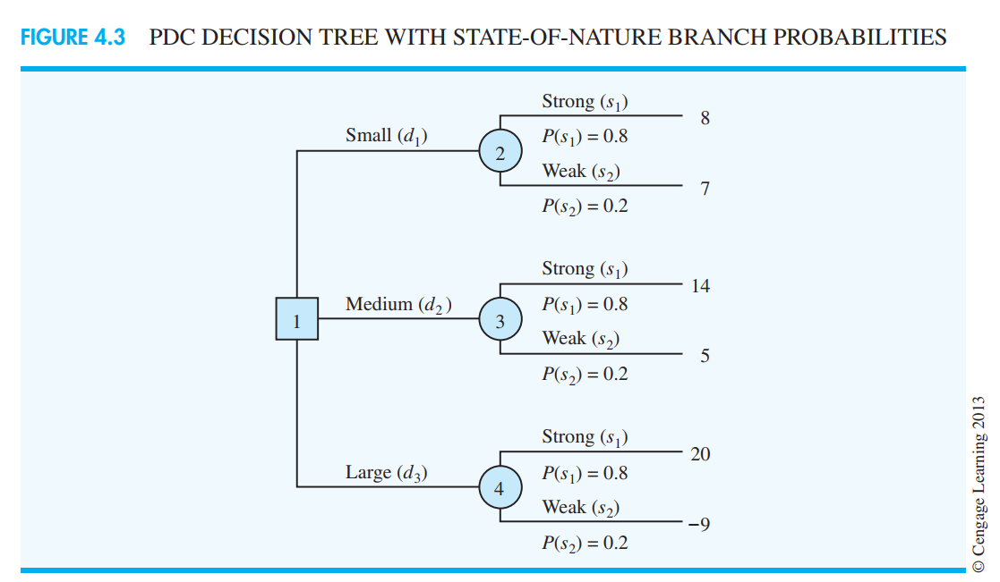 FIGURE 4.3 PDC DECISION TREE WITH STATE-OF-NATURE BRANCH PROBABILITIES
Strong (s₁)
8
Small (d₁)
P(s₁) = 0.8
2
Weak (s₂)
7
P(s₂) = 0.2
Strong (s₁)
14
Medium (d₂)
P(s₁) = 0.8
1
3
Weak (s₂)
5
P(s₂) = 0.2
Strong (s₁)
20
Large (d₃)
P(s₁) = 0.8
4
Weak (s₂)
−9
P(s₂) = 0.2
© Cengage Learning 2013